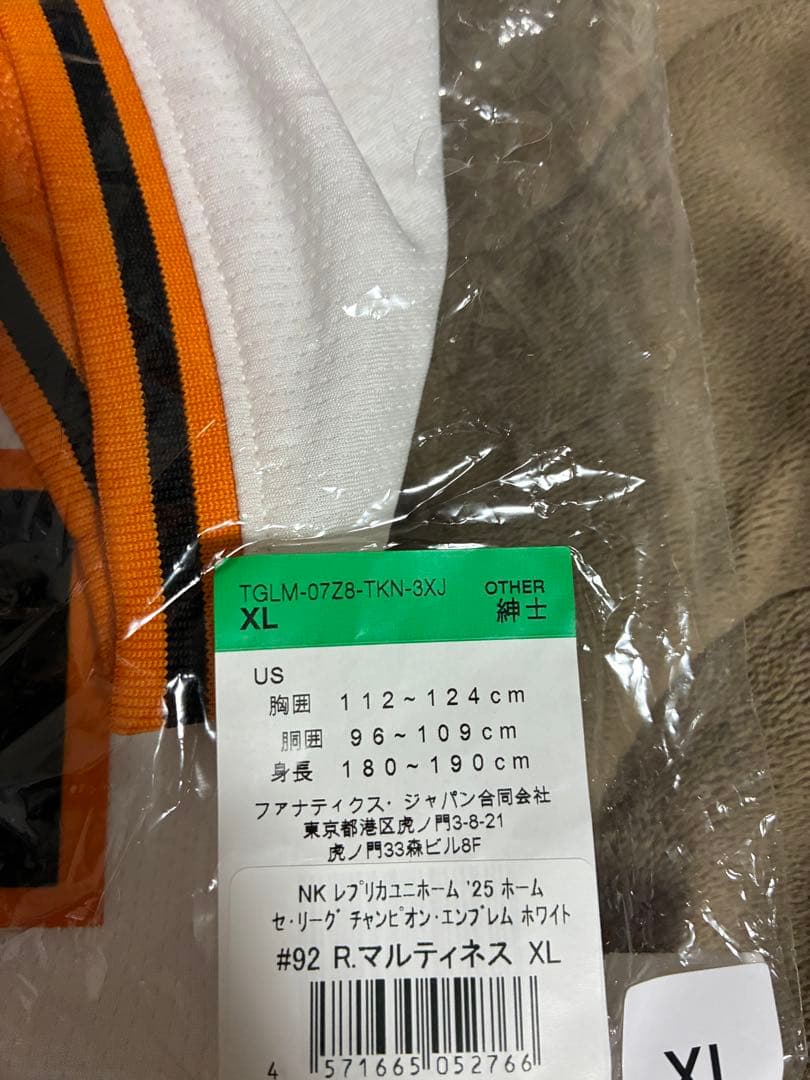 TGLM-07Z8-TKN-3XJ OTHER
XL 紳士
US
胸囲 112~124cm
胴囲 96~109cm
身長 180~190cm
ファナティクス・ジャパン合同会社
東京都港区虎ノ門3-8-21
虎ノ門33森ビル8F
NK レプリカユニホーム '25 ホーム
セ・リーグ チャンピオン・エンブレム ホワイト
#92 R.マルティネス XL
4 571665 052766
XL